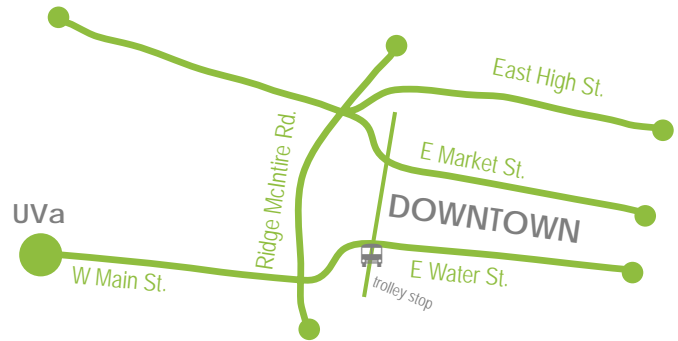 East High St.
Ridge McIntire Rd.
E Market St.
UVa
DOWNTOWN
W Main St.
E Water St.
trolley stop